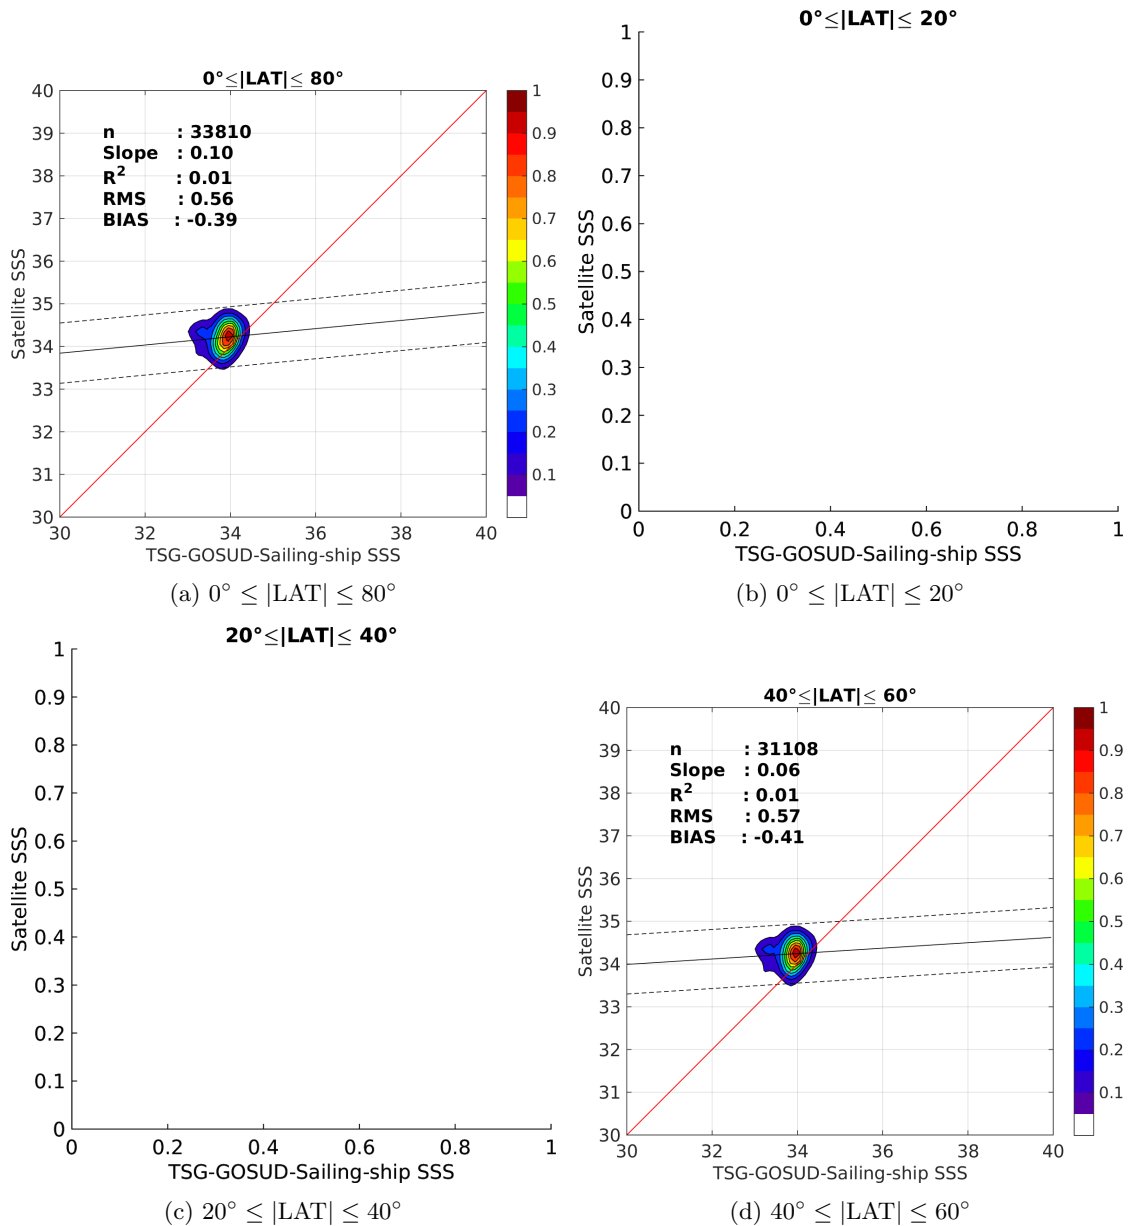 0°≤|LAT|≤ 80°
n : 33810
Slope : 0.10
R² : 0.01
RMS : 0.56
BIAS : -0.39
40
39
38
37
36
35
34
33
32
31
30
30 32 34 36 38 40
Satellite SSS
TSG-GOSUD-Sailing-ship SSS
1
0.9
0.8
0.7
0.6
0.5
0.4
0.3
0.2
0.1
(a) 0° ≤ |LAT| ≤ 80°
0°≤|LAT|≤ 20°
1
0.9
0.8
0.7
0.6
0.5
0.4
0.3
0.2
0.1
0
0 0.2 0.4 0.6 0.8 1
Satellite SSS
TSG-GOSUD-Sailing-ship SSS
(b) 0° ≤ |LAT| ≤ 20°
20°≤|LAT|≤ 40°
1
0.9
0.8
0.7
0.6
0.5
0.4
0.3
0.2
0.1
0
0 0.2 0.4 0.6 0.8 1
Satellite SSS
TSG-GOSUD-Sailing-ship SSS
(c) 20° ≤ |LAT| ≤ 40°
40°≤|LAT|≤ 60°
n : 31108
Slope : 0.06
R² : 0.01
RMS : 0.57
BIAS : -0.41
40
39
38
37
36
35
34
33
32
31
30
30 32 34 36 38 40
Satellite SSS
TSG-GOSUD-Sailing-ship SSS
1
0.9
0.8
0.7
0.6
0.5
0.4
0.3
0.2
0.1
(d) 40° ≤ |LAT| ≤ 60°